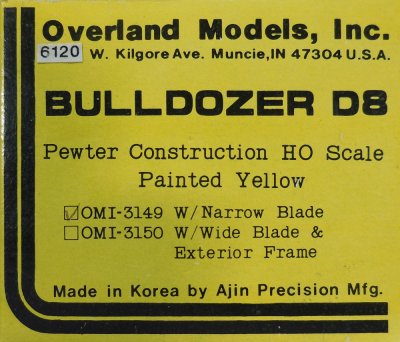 Overland Models, Inc.
6120 W. Kilgore Ave. Muncie, IN 47304 U.S.A.
BULLDOZER D8
Pewter Construction HO Scale
Painted Yellow
☑OMI-3149 W/Narrow Blade
☐OMI-3150 W/Wide Blade &
Exterior Frame
Made in Korea by Ajin Precision Mfg.